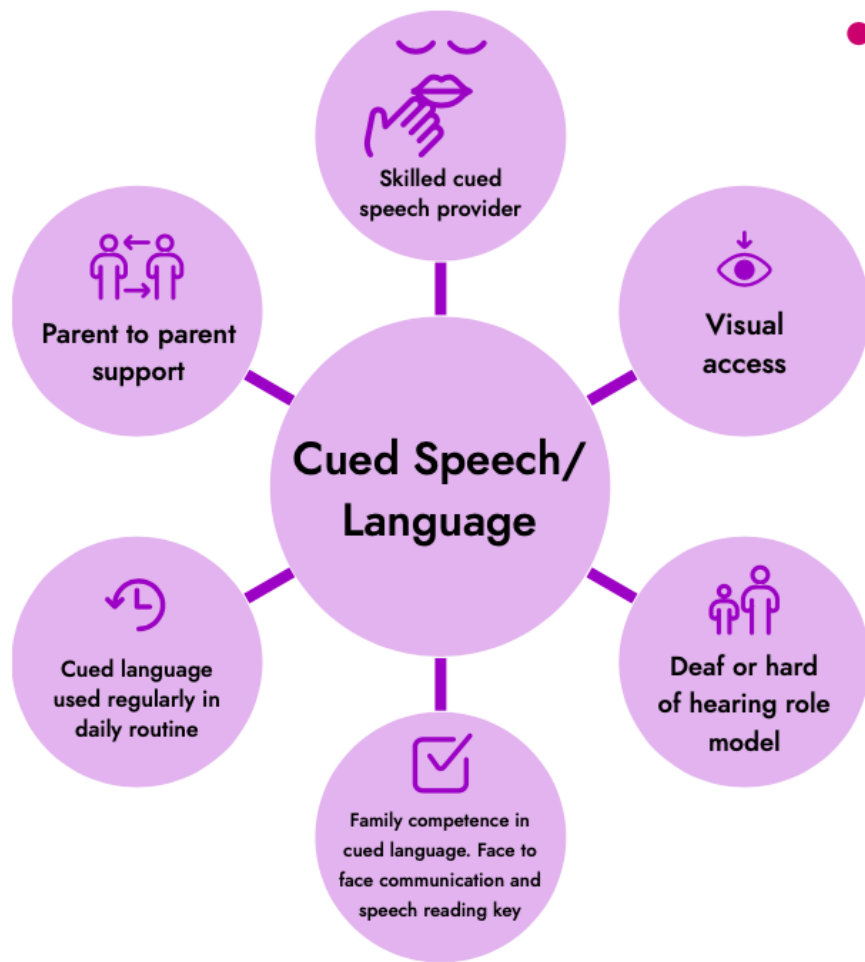 Skilled cued
speech provider
Parent to parent
support
Visual
access
Cued Speech/
Language
Cued language
used regularly in
daily routine
Deaf or hard
of hearing role
model
Family competence in
cued language. Face to
face communication and
speech reading key